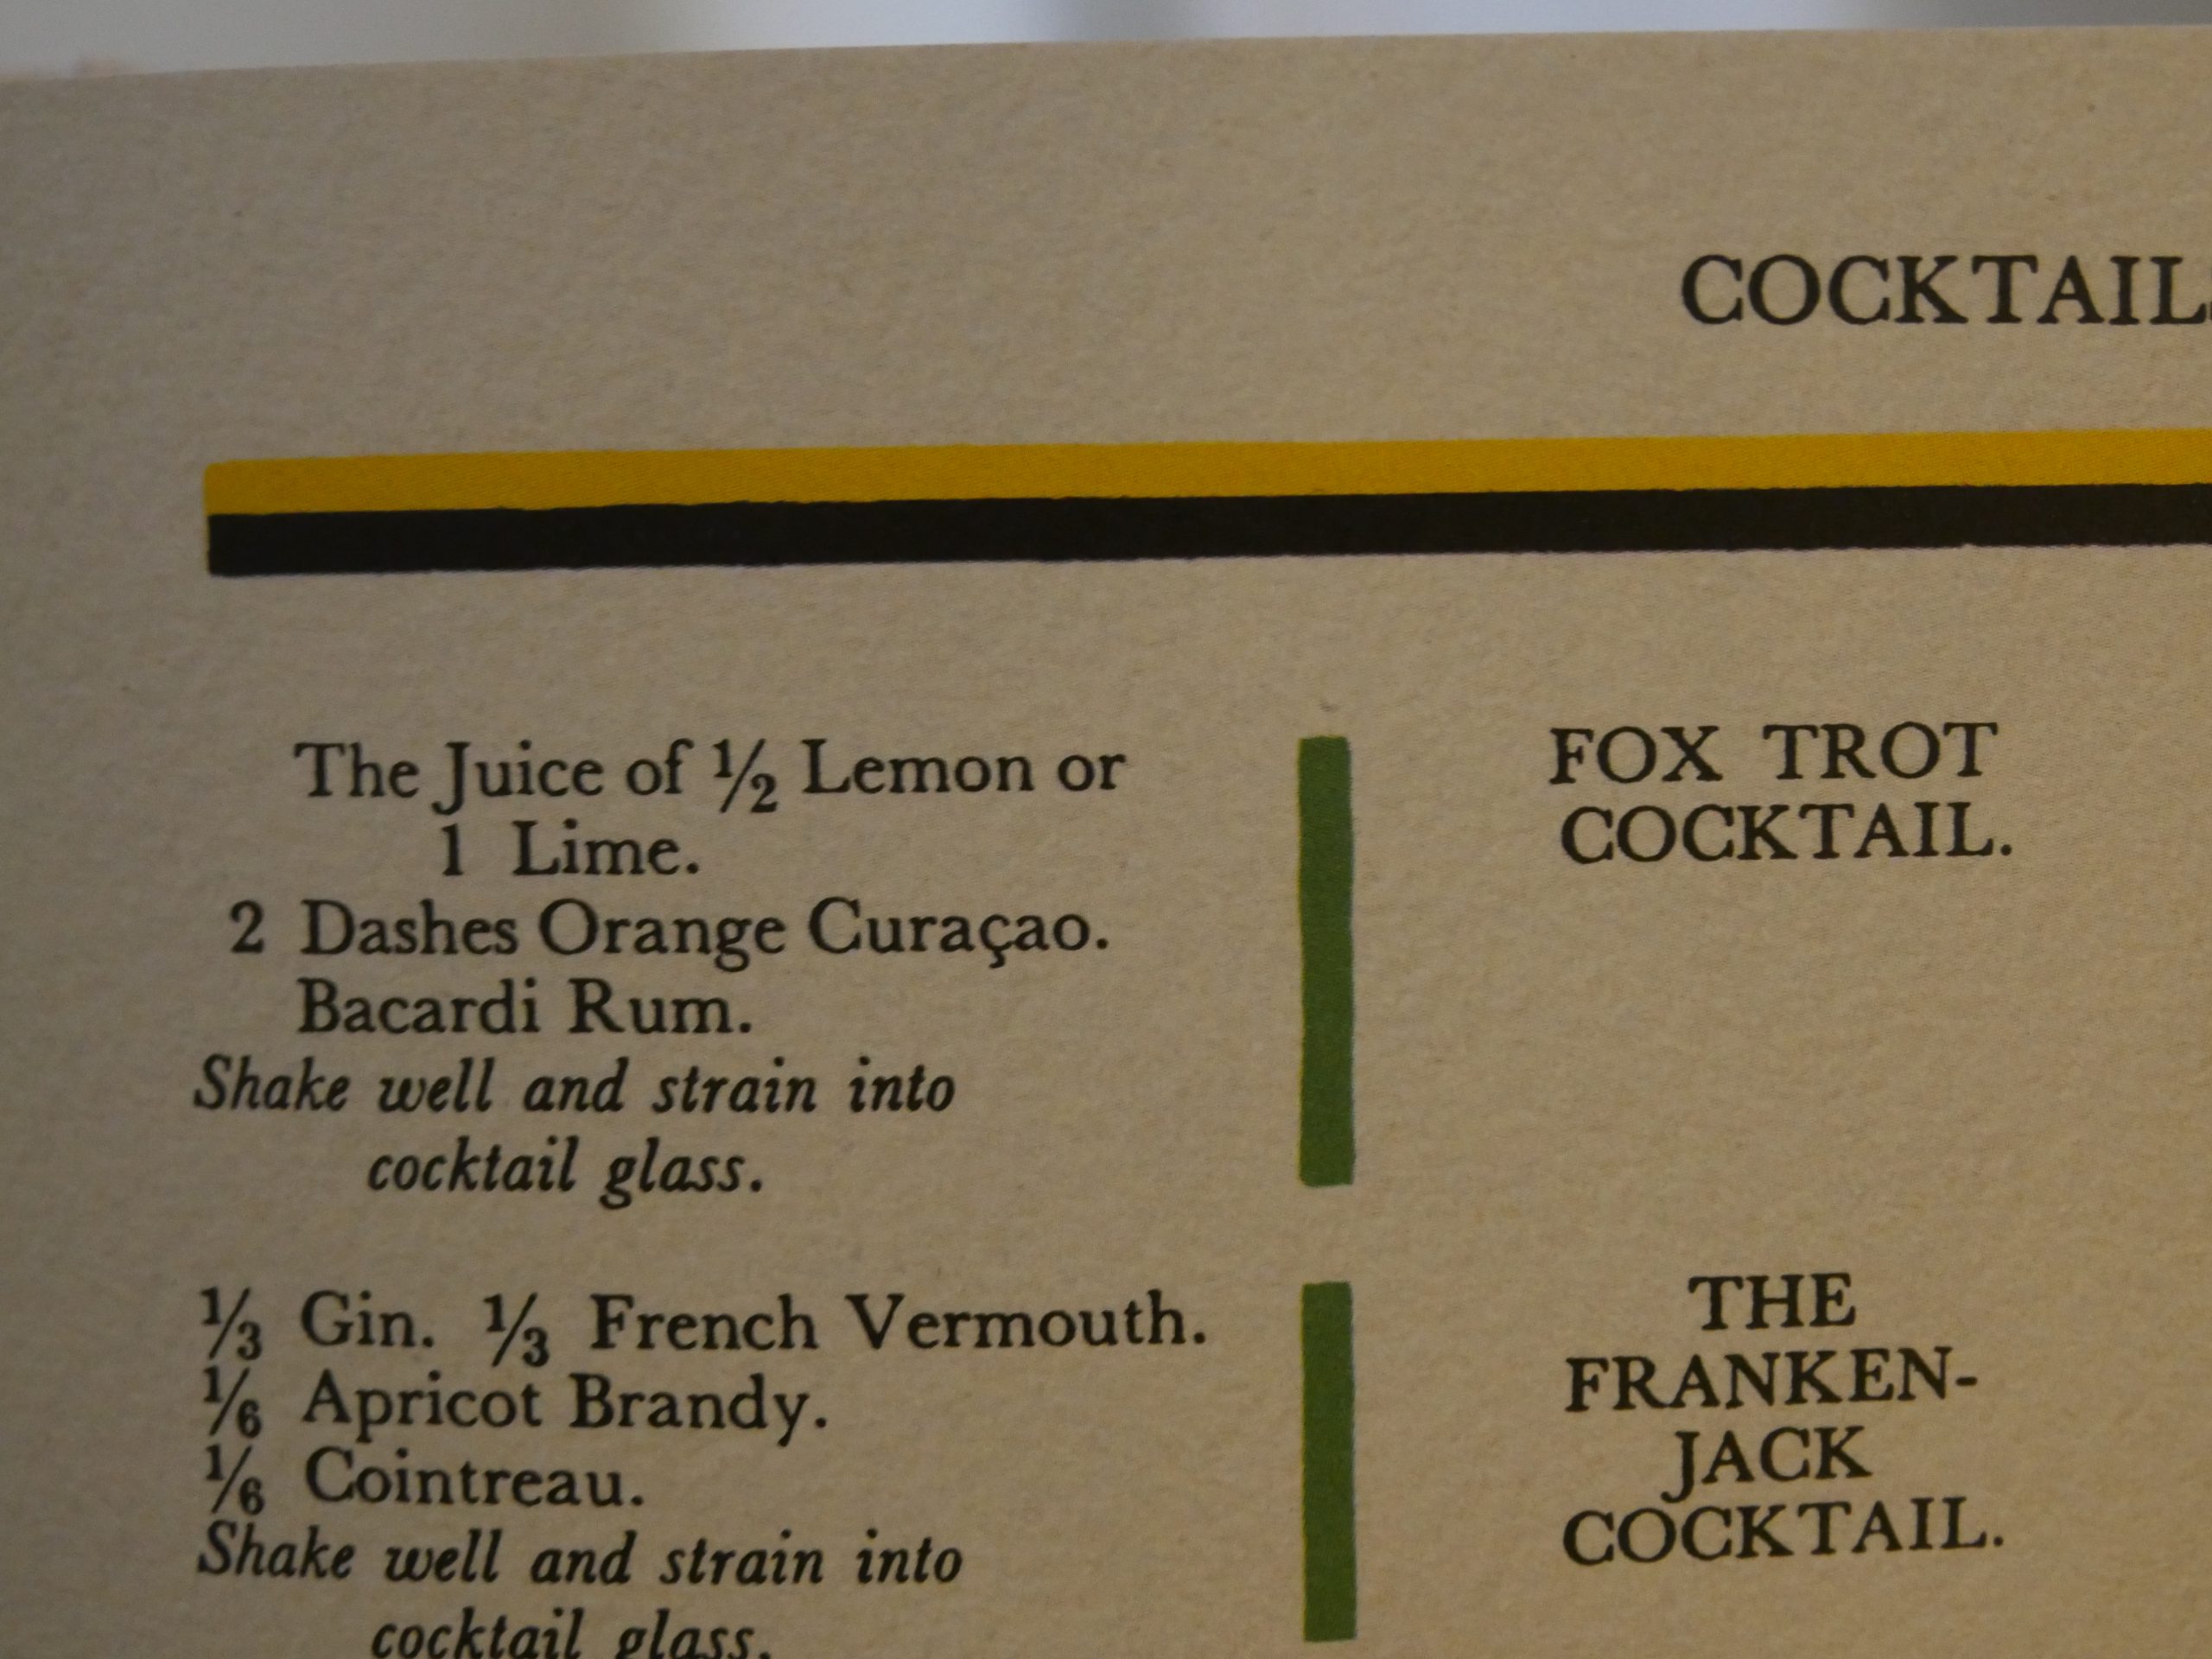 COCKTAILS
The Juice of ½ Lemon or
1 Lime.
2 Dashes Orange Curaçao.
Bacardi Rum.
Shake well and strain into
cocktail glass.
FOX TROT
COCKTAIL.
⅓ Gin. ⅓ French Vermouth.
⅙ Apricot Brandy.
⅙ Cointreau.
Shake well and strain into
cocktail glass.
THE
FRANKEN-
JACK
COCKTAIL.